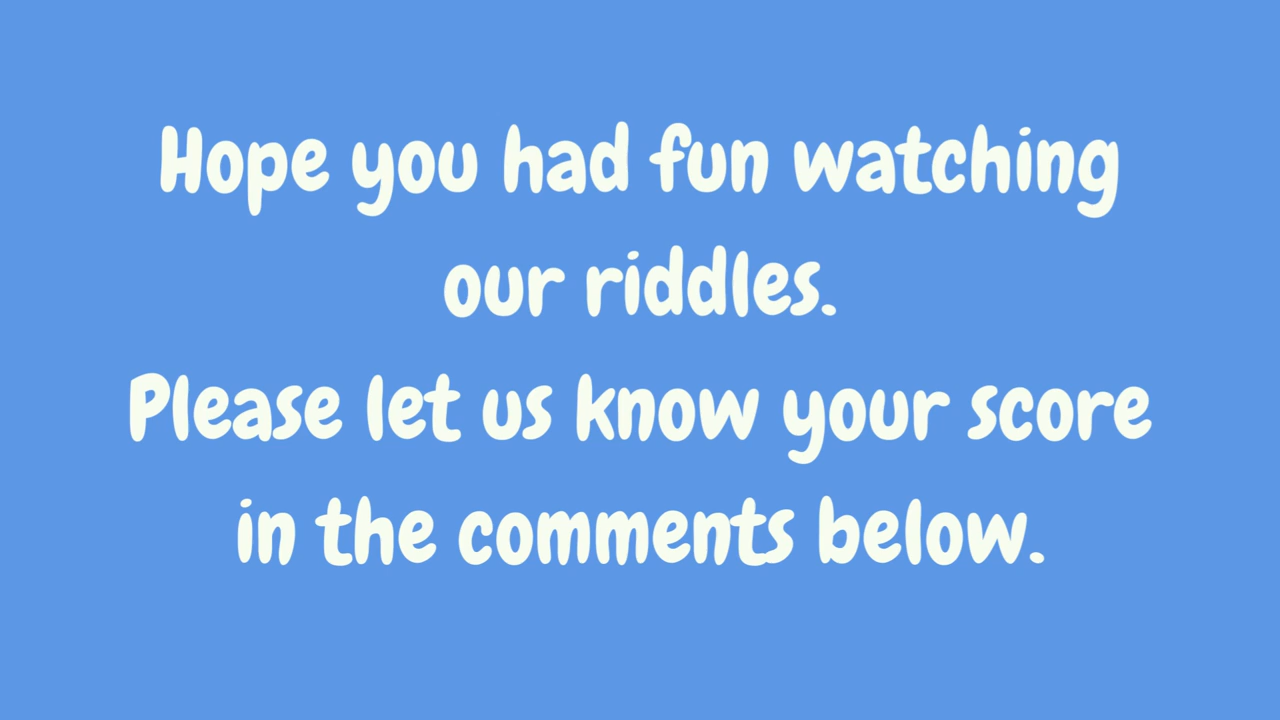 Hope you had fun watching
our riddles.
Please let us know your score
in the comments below.